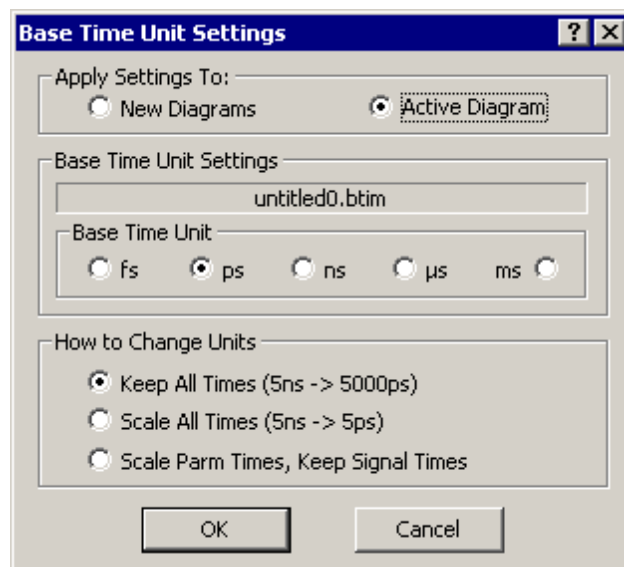 Base Time Unit Settings
Apply Settings To:
New Diagrams Active Diagram
Base Time Unit Settings
untitled0.btim
Base Time Unit
fs ps ns µs ms
How to Change Units
Keep All Times (5ns -> 5000ps)
Scale All Times (5ns -> 5ps)
Scale Parm Times, Keep Signal Times
OK Cancel